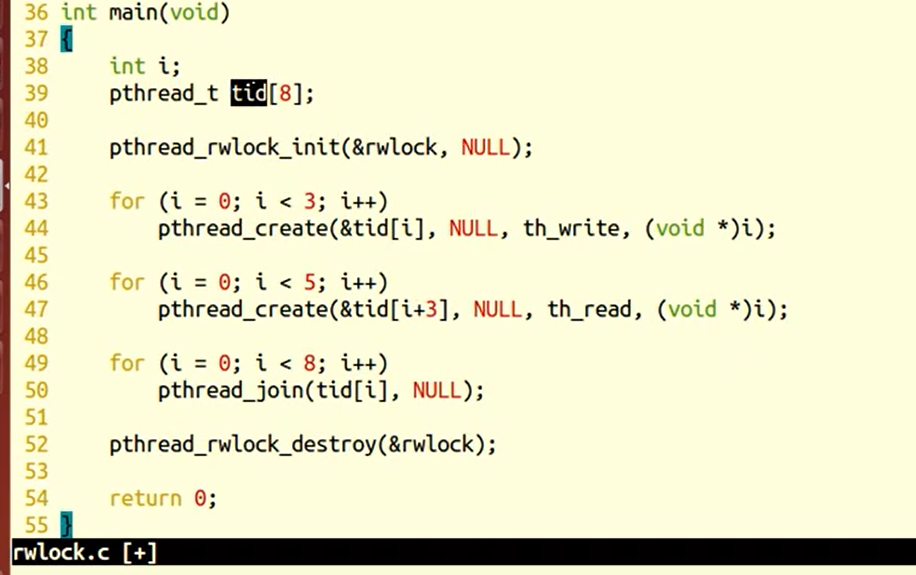 36 int main(void)
37 {
38     int i;
39     pthread_t tid[8];
40
41     pthread_rwlock_init(&rwlock, NULL);
42
43     for (i = 0; i < 3; i++)
44         pthread_create(&tid[i], NULL, th_write, (void *)i);
45
46     for (i = 0; i < 5; i++)
47         pthread_create(&tid[i+3], NULL, th_read, (void *)i);
48
49     for (i = 0; i < 8; i++)
50         pthread_join(tid[i], NULL);
51
52     pthread_rwlock_destroy(&rwlock);
53
54     return 0;
55 }
rwlock.c [+]